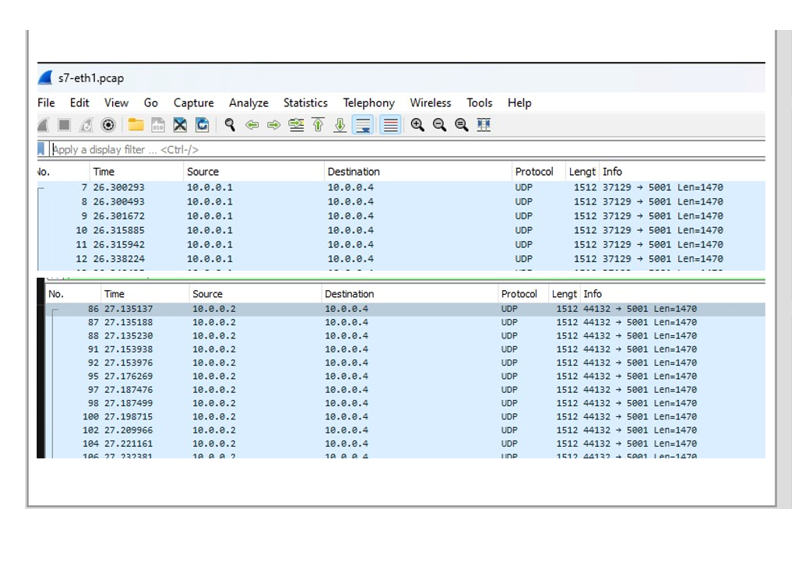 s7-eth1.pcap
File Edit View Go Capture Analyze Statistics Telephony Wireless Tools Help
Apply a display filter ... <Ctrl-/>
No. Time Source Destination Protocol Lengt Info
7 26.300293 10.0.0.1 10.0.0.4 UDP 1512 37129 → 5001 Len=1470
8 26.300493 10.0.0.1 10.0.0.4 UDP 1512 37129 → 5001 Len=1470
9 26.301672 10.0.0.1 10.0.0.4 UDP 1512 37129 → 5001 Len=1470
10 26.315885 10.0.0.1 10.0.0.4 UDP 1512 37129 → 5001 Len=1470
11 26.315942 10.0.0.1 10.0.0.4 UDP 1512 37129 → 5001 Len=1470
12 26.338224 10.0.0.1 10.0.0.4 UDP 1512 37129 → 5001 Len=1470
No. Time Source Destination Protocol Lengt Info
86 27.135137 10.0.0.2 10.0.0.4 UDP 1512 44132 → 5001 Len=1470
87 27.135188 10.0.0.2 10.0.0.4 UDP 1512 44132 → 5001 Len=1470
88 27.135230 10.0.0.2 10.0.0.4 UDP 1512 44132 → 5001 Len=1470
91 27.153938 10.0.0.2 10.0.0.4 UDP 1512 44132 → 5001 Len=1470
92 27.153976 10.0.0.2 10.0.0.4 UDP 1512 44132 → 5001 Len=1470
95 27.176269 10.0.0.2 10.0.0.4 UDP 1512 44132 → 5001 Len=1470
97 27.187476 10.0.0.2 10.0.0.4 UDP 1512 44132 → 5001 Len=1470
98 27.187499 10.0.0.2 10.0.0.4 UDP 1512 44132 → 5001 Len=1470
100 27.198715 10.0.0.2 10.0.0.4 UDP 1512 44132 → 5001 Len=1470
102 27.209966 10.0.0.2 10.0.0.4 UDP 1512 44132 → 5001 Len=1470
104 27.221161 10.0.0.2 10.0.0.4 UDP 1512 44132 → 5001 Len=1470
106 27.232381 10.0.0.2 10.0.0.4 UDP 1512 44132 → 5001 Len=1470